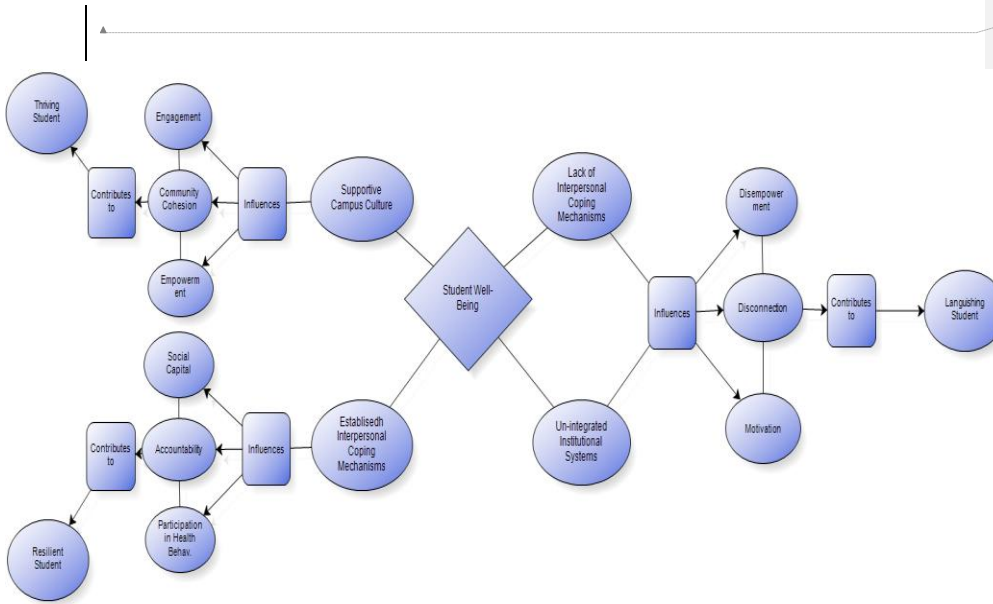 Thriving
Student
Contributes
to
Engagement
Community
Cohesion
Empowerm
ent
Influences
Supportive
Campus Culture
Social
Capital
Accountability
Participation
in Health
Behav.
Contributes
to
Resilient
Student
Influences
Establisedh
Interpersonal
Coping
Mechanisms
Student Well-
Being
Lack of
Interpersonal
Coping
Mechanisms
Un-integrated
Institutional
Systems
Influences
Disempower
ment
Disconnection
Motivation
Contributes
to
Languishing
Student